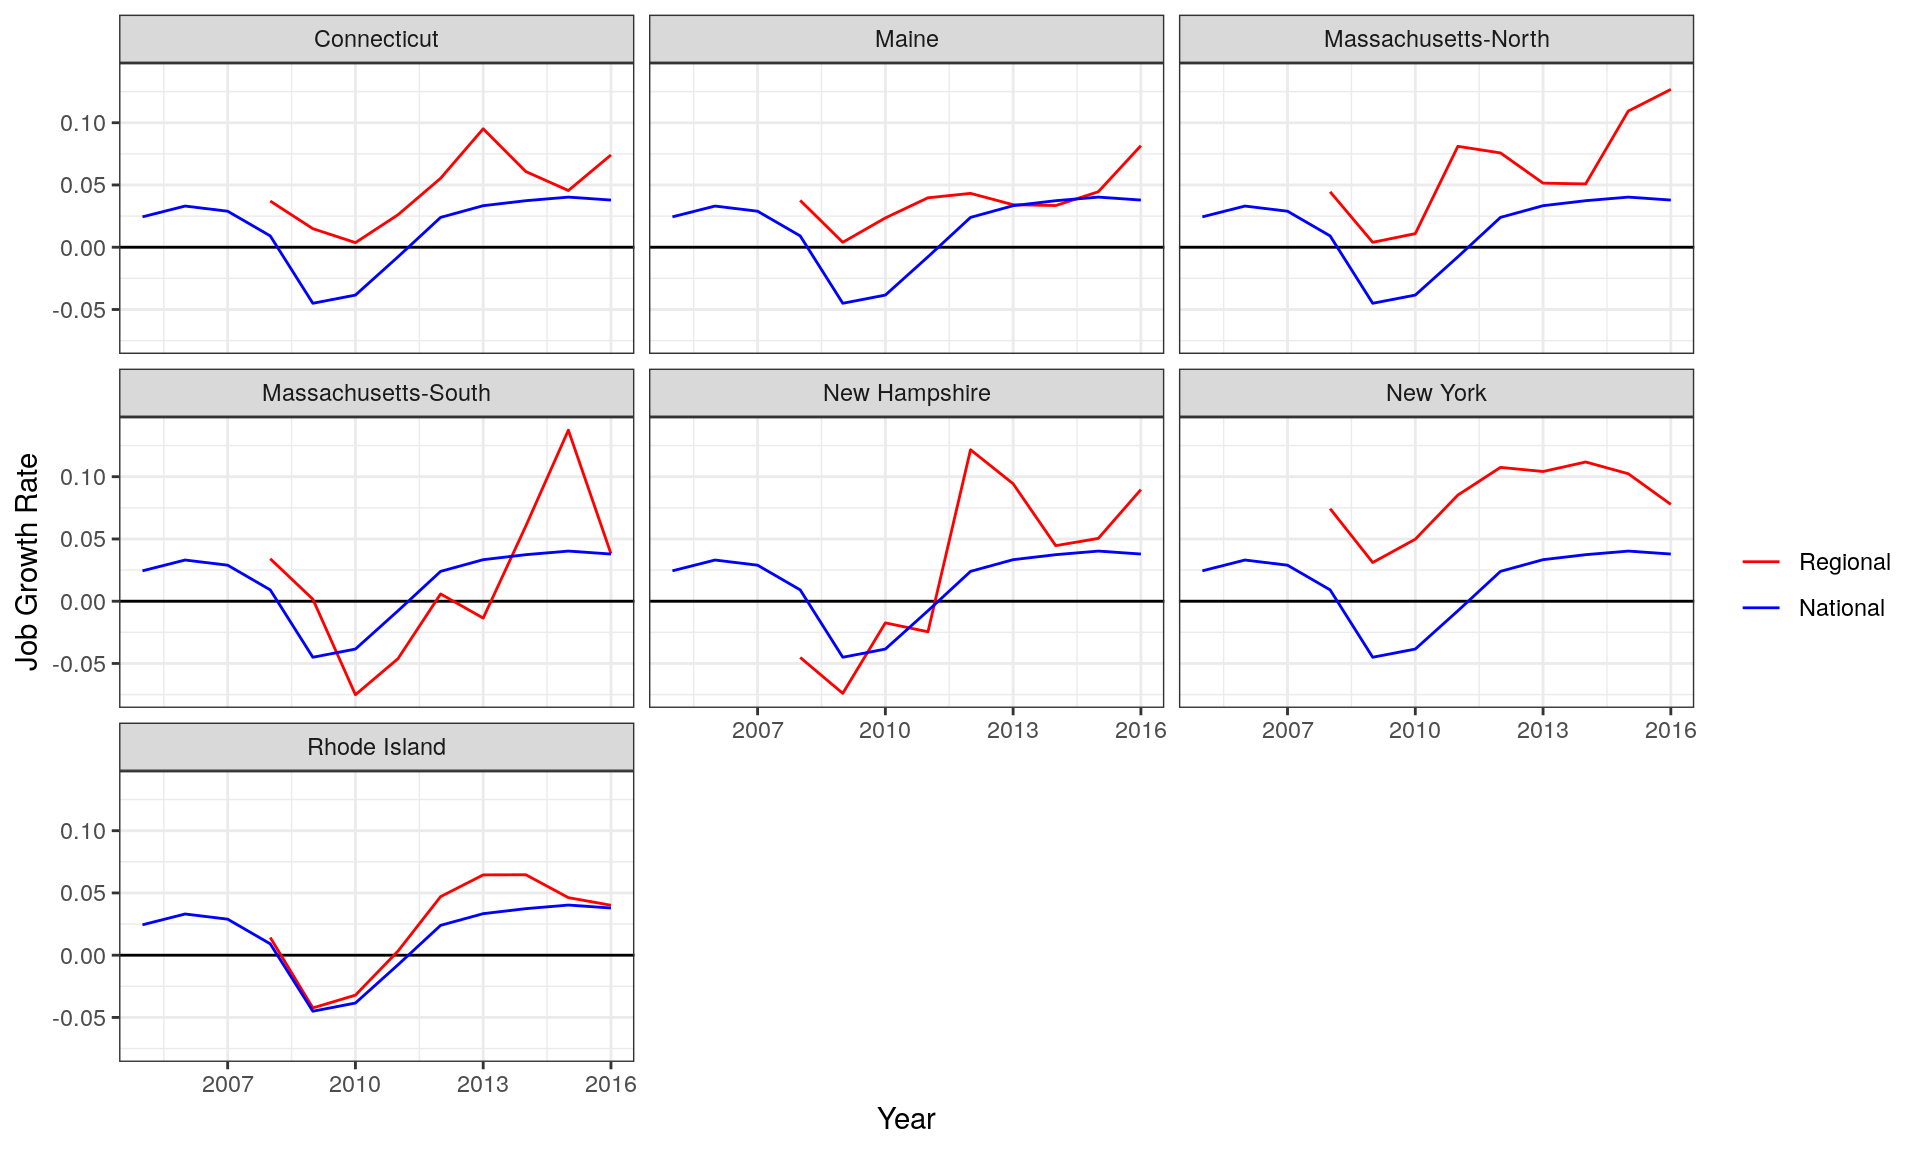 Connecticut
Maine
Massachusetts-North
0.10
0.05
0.00
-0.05
Massachusetts-South
New Hampshire
New York
0.10
0.05
0.00
-0.05
2007 2010 2013 2016
2007 2010 2013 2016
Rhode Island
0.10
0.05
0.00
-0.05
2007 2010 2013 2016
Year
Job Growth Rate
Regional
National